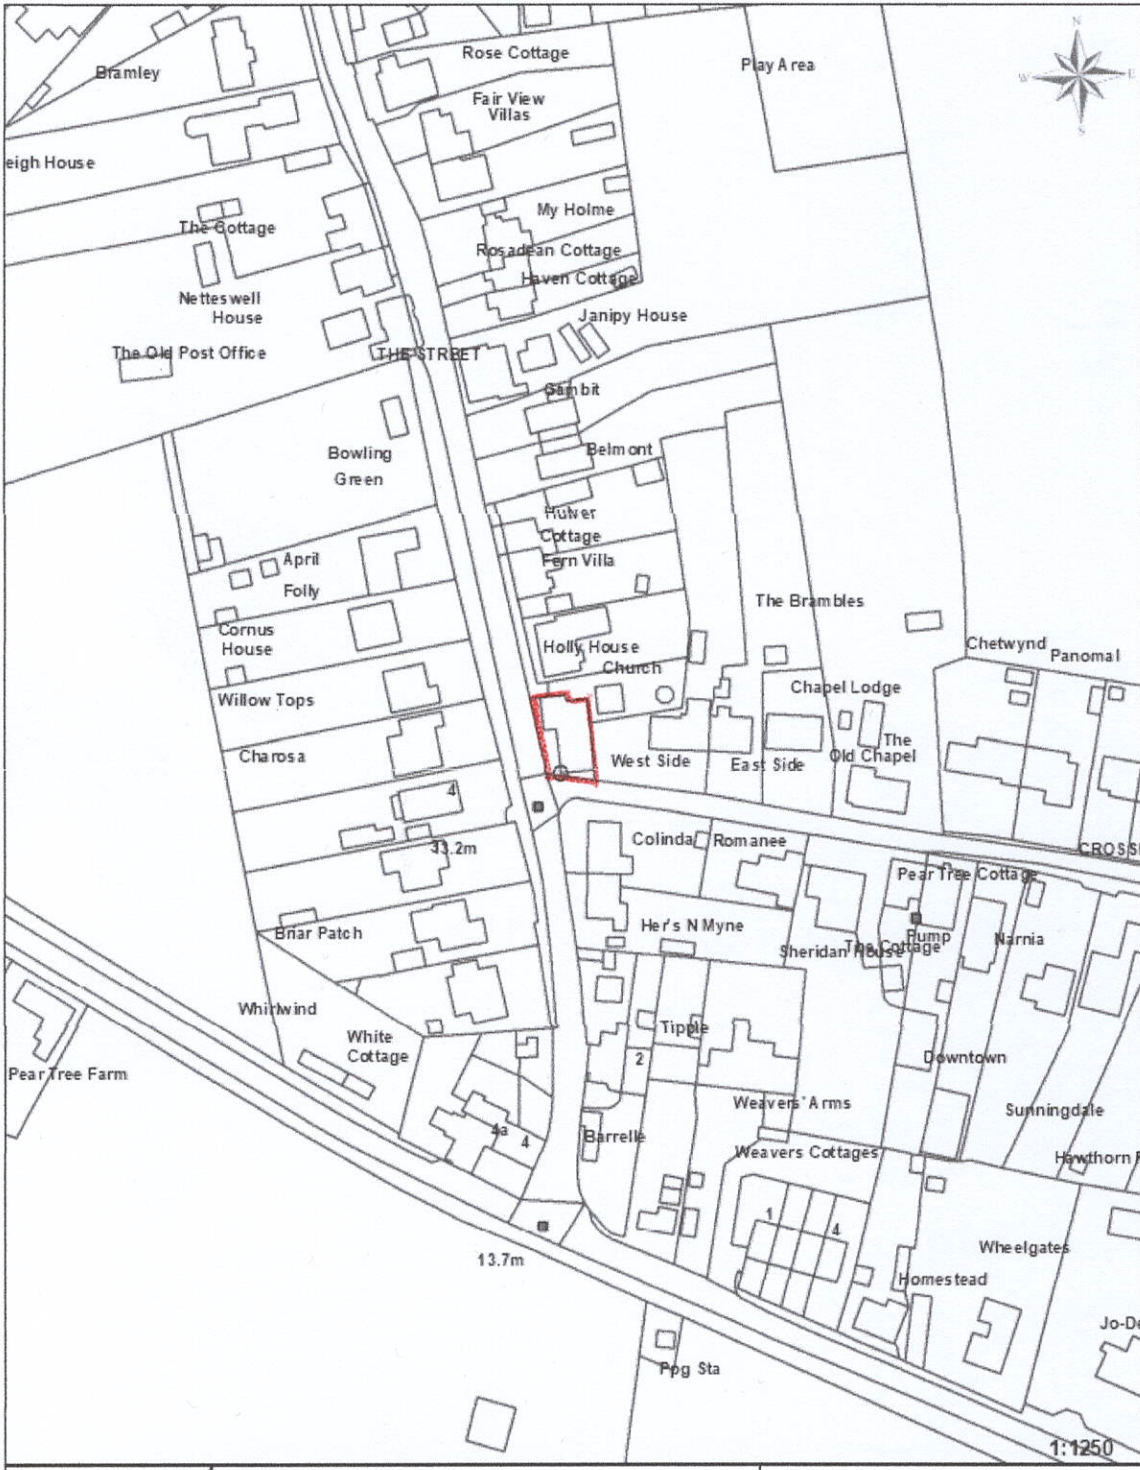 Rose Cottage
Play Area
N
W
E
S
Bramley
Fair View
Villas
eigh House
My Holme
The Cottage
Rosadean Cottage
Haven Cottage
Netteswell
House
Janipy House
The Old Post Office
THE STREET
Gambit
Bowling
Green
Belmont
Hulver
Cottage
April
Folly
Fern Villa
The Brambles
Cornus
House
Holly House
Chetwynd
Panomal
Church
Willow Tops
Chapel Lodge
Charosa
West Side
East Side
The
Old Chapel
4
33.2m
Colinda
Romanee
CROSS
Pear Tree Cottage
Briar Patch
Her's N Myne
Pump
Sheridan House
The Cottage
Narnia
Whirlwind
White
Cottage
Tipple
2
Downtown
Pear Tree Farm
Weavers' Arms
Sunningdale
4a
4
Barrelle
Weavers Cottages
Hawthorn
1
4
Wheelgates
13.7m
Homestead
Jo-De
Ppg Sta
1:1250